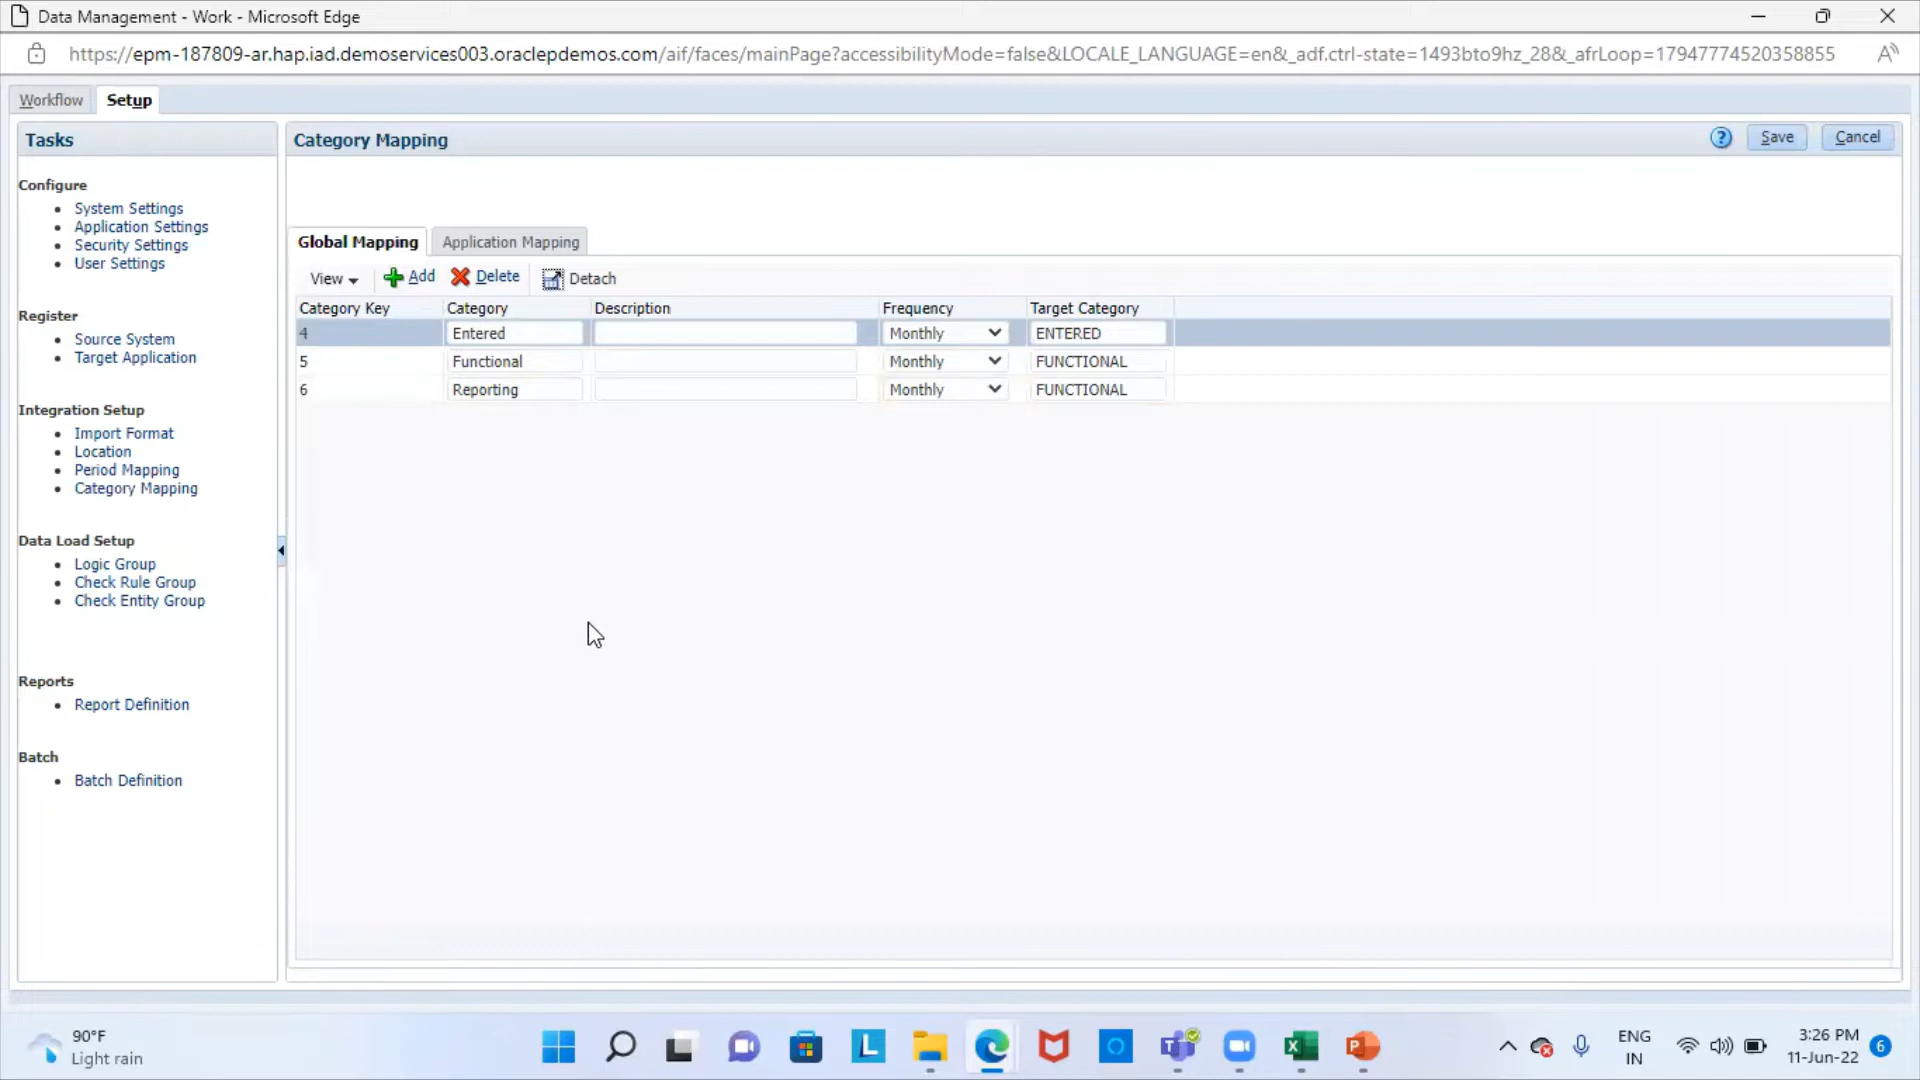 Data Management - Work - Microsoft Edge
https://epm-187809-ar.hap.iad.demoservices003.oraclepdemos.com/aif/faces/mainPage?accessibilityMode=false&LOCALE_LANGUAGE=en&_adf.ctrl-state=1493bto9hz_28&_afrLoop=17947774520358855
Workflow Setup
Tasks
Configure
System Settings
Application Settings
Security Settings
User Settings
Register
Source System
Target Application
Integration Setup
Import Format
Location
Period Mapping
Category Mapping
Data Load Setup
Logic Group
Check Rule Group
Check Entity Group
Reports
Report Definition
Batch
Batch Definition
Category Mapping
? Save Cancel
Global Mapping Application Mapping
View Add Delete Detach
Category Key Category Description Frequency Target Category
4 Entered Monthly ENTERED
5 Functional Monthly FUNCTIONAL
6 Reporting Monthly FUNCTIONAL
90°F
Light rain
ENG
IN
3:26 PM
11-Jun-22
6